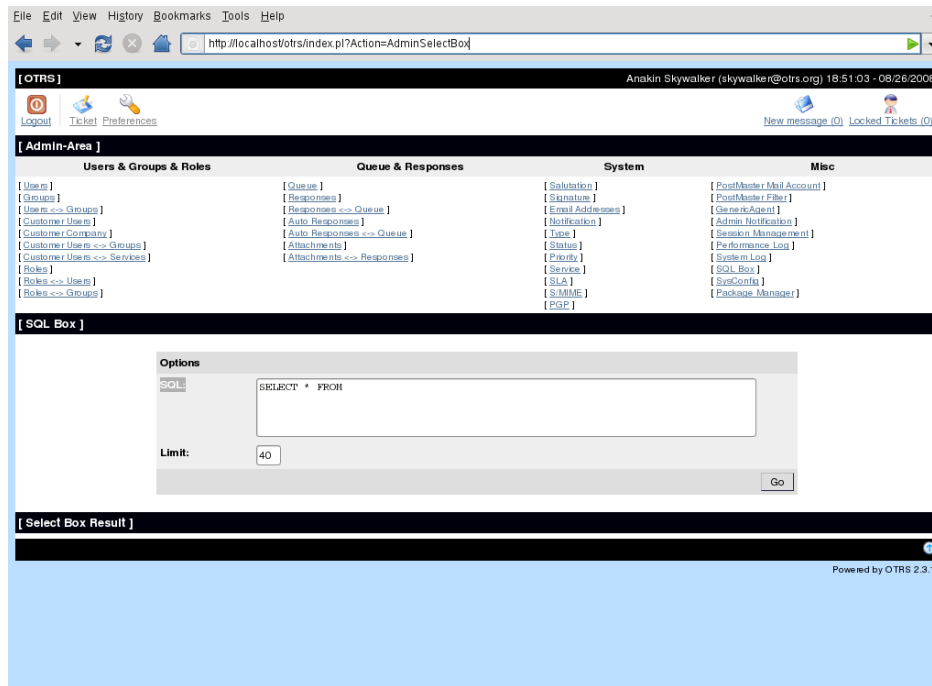 File Edit View History Bookmarks Tools Help
http://localhost/otrs/index.pl?Action=AdminSelectBox
[ OTRS ] Anakin Skywalker (skywalker@otrs.org) 18:51:03 - 08/26/2008
Logout Ticket Preferences New message (0) Locked Tickets (0)
[ Admin-Area ]
Users & Groups & Roles Queue & Responses System Misc
[ Users ] [ Queue ] [ Salutation ] [ PostMaster Mail Account ]
[ Groups ] [ Responses ] [ Signature ] [ PostMaster Filter ]
[ Users <-> Groups ] [ Responses <-> Queue ] [ Email Addresses ] [ GenericAgent ]
[ Customer Users ] [ Auto Responses ] [ Notification ] [ Admin Notification ]
[ Customer Company ] [ Auto Responses <-> Queue ] [ Type ] [ Session Management ]
[ Customer Users <-> Groups ] [ Attachments ] [ Status ] [ Performance Log ]
[ Customer Users <-> Services ] [ Attachments <-> Responses ] [ Priority ] [ System Log ]
[ Roles ] [ Service ] [ SQL Box ]
[ Roles <-> Users ] [ SLA ] [ SysConfig ]
[ Roles <-> Groups ] [ S/MIME ] [ Package Manager ]
[ PGP ]
[ SQL Box ]
Options
SQL: SELECT * FROM
Limit: 40
Go
[ Select Box Result ]
Powered by OTRS 2.3.